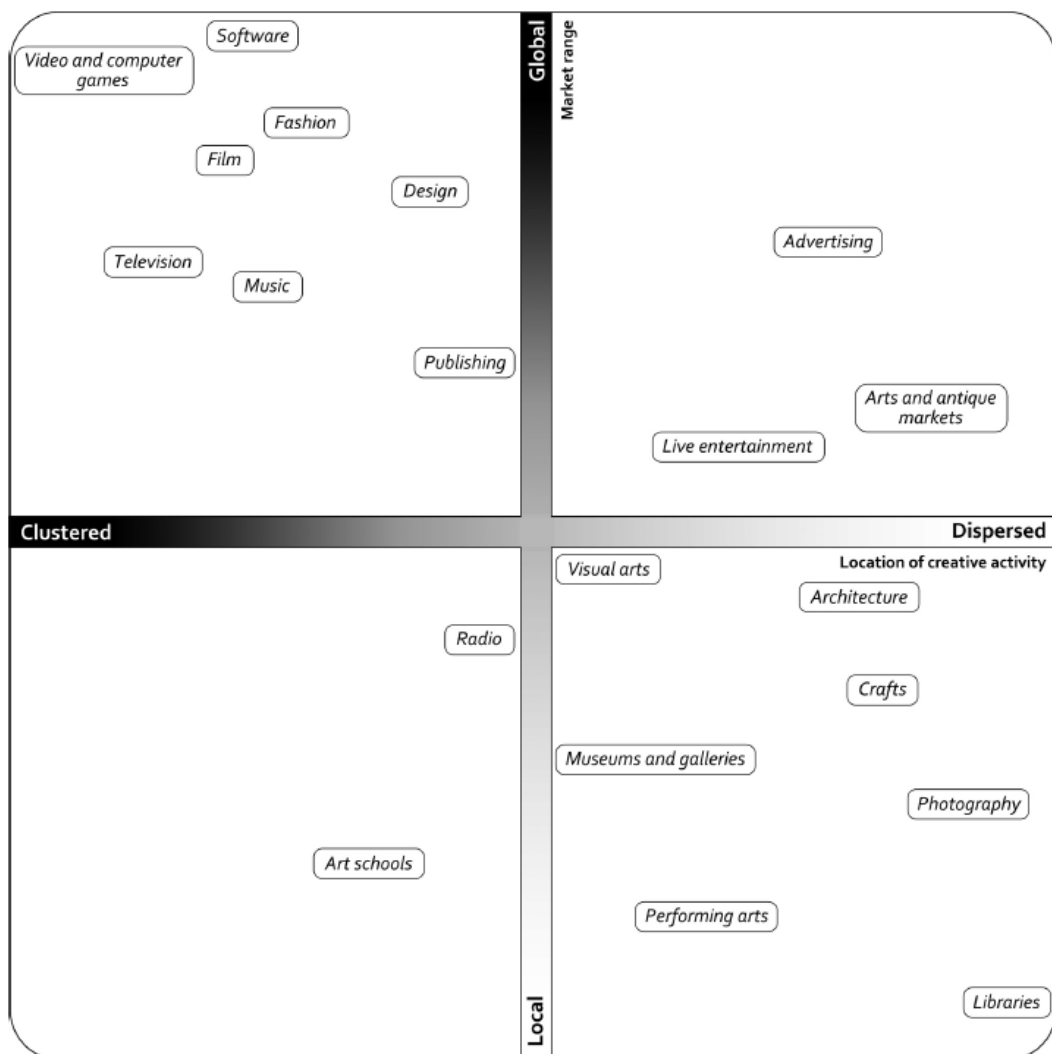 Software
Video and computer
games
Fashion
Film
Design
Television
Music
Publishing
Global
Market range
Advertising
Arts and antique
markets
Live entertainment
Clustered
Dispersed
Location of creative activity
Radio
Art schools
Local
Visual arts
Architecture
Crafts
Museums and galleries
Photography
Performing arts
Libraries